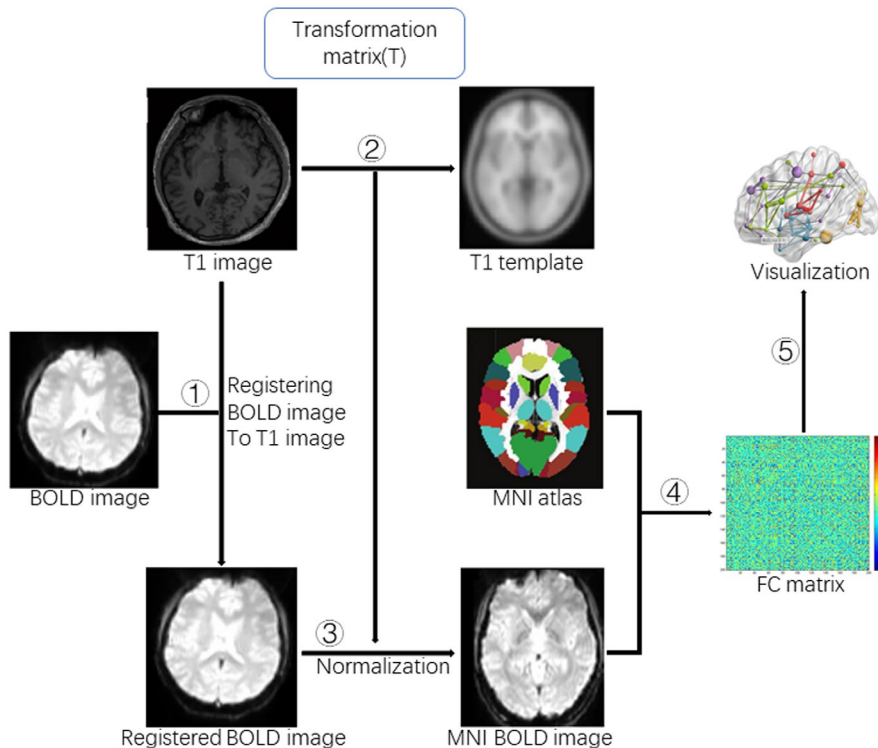 Transformation
matrix(T)
②
T1 image
T1 template
Visualization
①
Registering
BOLD image
To T1 image
⑤
BOLD image
MNI atlas
④
FC matrix
③
Normalization
Registered BOLD image
MNI BOLD image